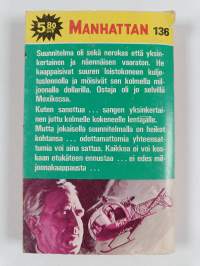 5.80
MANHATTAN 136
Suunnitelma oli sekä nerokas että yksin-
kertainen ja näennäisen vaaraton. He
kaappaisivat suuren loistokoneen kulje-
tusluennolla ja möisivät sen kolmella mil-
joonalla dollarilla. Ostaja oli jo selvillä
Mexikossa.
Kuten sanottua ... sangen yksinkertai-
nen juttu kolmelle kokeneelle lentäjälle.
Mutta jokaisella suunnitelmalla on heikot
kohtansa ... odottamattomia yhteensat-
tumia voi aina sattua. Kaikkea ei voi kos-
kaan etukäteen ennustaa ... ei edes mil-
joonakaappausta ...